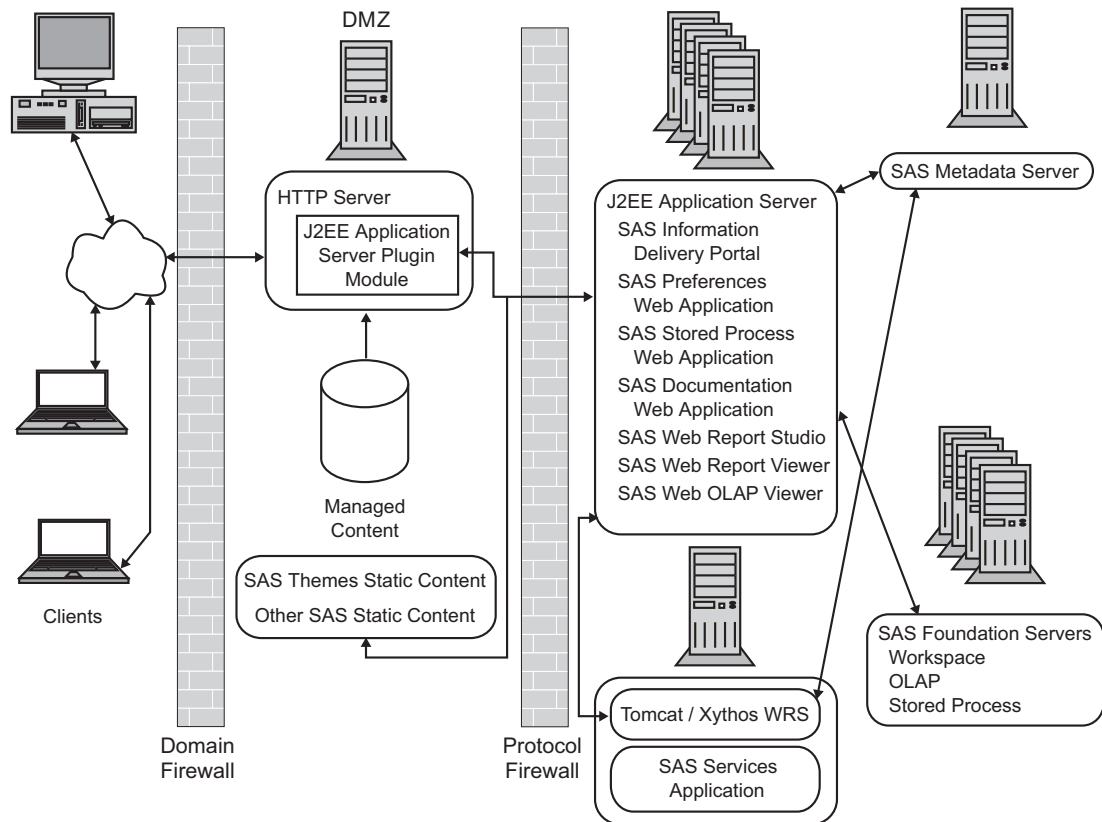 DMZ
HTTP Server
J2EE Application
Server Plugin
Module
Managed
Content
SAS Themes Static Content
Other SAS Static Content
Clients
Domain
Firewall
Protocol
Firewall
J2EE Application Server
SAS Information
Delivery Portal
SAS Preferences
Web Application
SAS Stored Process
Web Application
SAS Documentation
Web Application
SAS Web Report Studio
SAS Web Report Viewer
SAS Web OLAP Viewer
Tomcat / Xythos WRS
SAS Services
Application
SAS Metadata Server
SAS Foundation Servers
Workspace
OLAP
Stored Process